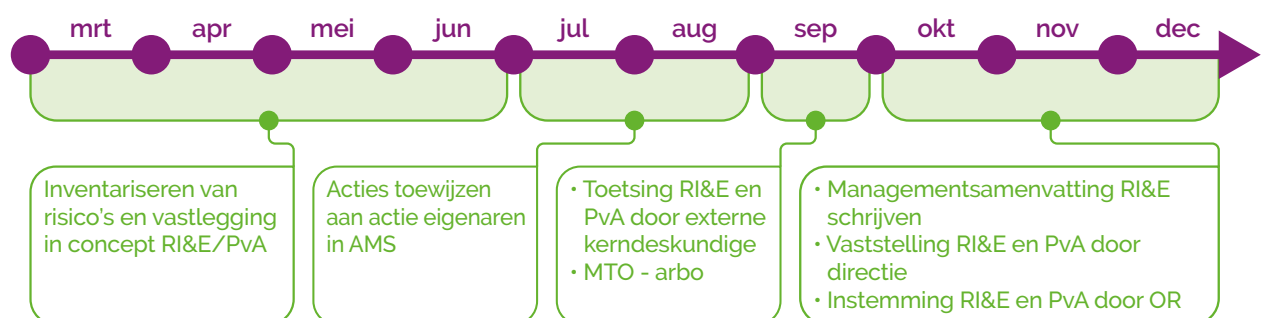 mrt apr mei jun jul aug sep okt nov dec
Inventariseren van
risico's en vastlegging
in concept RI&E/PvA
Acties toewijzen
aan actie eigenaren
in AMS
• Toetsing RI&E en
PvA door externe
kerndeskundige
• MTO - arbo
• Managementsamenvatting RI&E
schrijven
• Vaststelling RI&E en PvA door
directie
• Instemming RI&E en PvA door OR